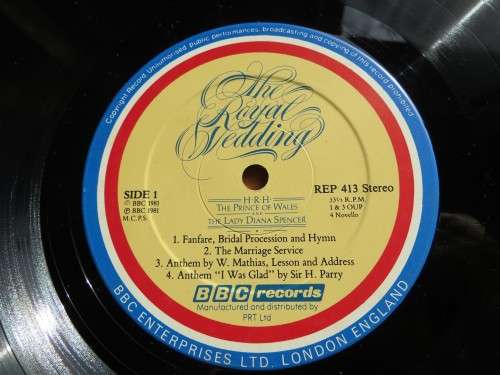 Copyright Record Unauthorised public performances, broadcasting and copying of this record prohibited
The
Royal
Wedding
SIDE 1
© BBC 1981
℗ BBC 1981
M.C.P.S.
H·R·H·
THE PRINCE OF WALES
AND
THE LADY DIANA SPENCER
REP 413 Stereo
33⅓ R.P.M.
1 & 3 OUP
4 Novello
1. Fanfare, Bridal Procession and Hymn
2. The Marriage Service
3. Anthem by W. Mathias, Lesson and Address
4. Anthem "I Was Glad" by Sir H. Parry
BBC records
Manufactured and distributed by
PRT Ltd
BBC ENTERPRISES LTD. LONDON ENGLAND